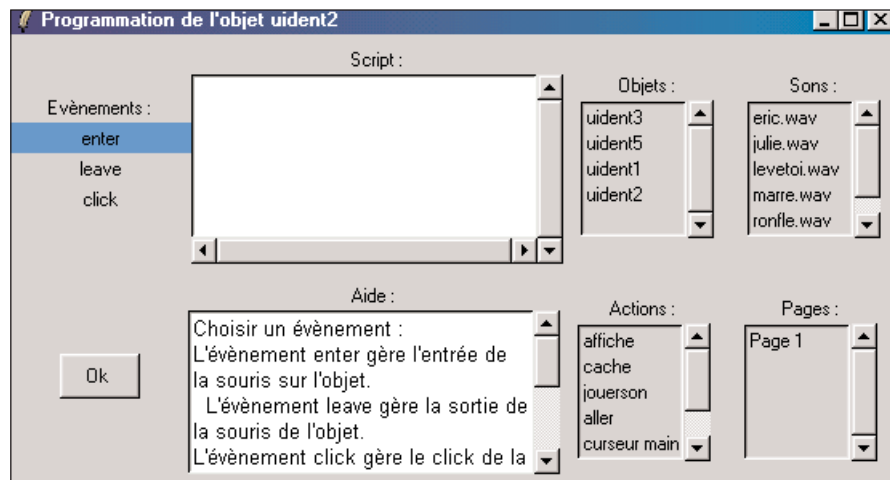 Programmation de l'objet uident2
Script :
Evènements :
enter
leave
click
Objets :
uident3
uident5
uident1
uident2
Sons :
eric.wav
julie.wav
levetoi.wav
marre.wav
ronfle.wav
Ok
Aide :
Choisir un évènement :
L'évènement enter gère l'entrée de
la souris sur l'objet.
L'évènement leave gère la sortie de
la souris de l'objet.
L'évènement click gère le click de la
Actions :
affiche
cache
jouerson
aller
curseur main
Pages :
Page 1